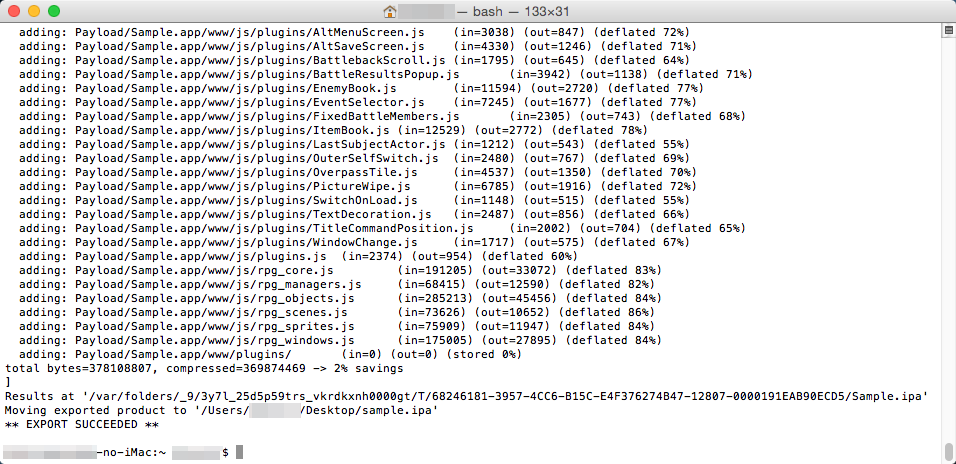 — bash — 133×31
adding: Payload/Sample.app/www/js/plugins/AltMenuScreen.js (in=3038) (out=847) (deflated 72%)
adding: Payload/Sample.app/www/js/plugins/AltSaveScreen.js (in=4330) (out=1246) (deflated 71%)
adding: Payload/Sample.app/www/js/plugins/BattlebackScroll.js (in=1795) (out=645) (deflated 64%)
adding: Payload/Sample.app/www/js/plugins/BattleResultsPopup.js (in=3942) (out=1138) (deflated 71%)
adding: Payload/Sample.app/www/js/plugins/EnemyBook.js (in=11594) (out=2720) (deflated 77%)
adding: Payload/Sample.app/www/js/plugins/EventSelector.js (in=7245) (out=1677) (deflated 77%)
adding: Payload/Sample.app/www/js/plugins/FixedBattleMembers.js (in=2305) (out=743) (deflated 68%)
adding: Payload/Sample.app/www/js/plugins/ItemBook.js (in=12529) (out=2772) (deflated 78%)
adding: Payload/Sample.app/www/js/plugins/LastSubjectActor.js (in=1212) (out=543) (deflated 55%)
adding: Payload/Sample.app/www/js/plugins/OuterSelfSwitch.js (in=2480) (out=767) (deflated 69%)
adding: Payload/Sample.app/www/js/plugins/OverpassTile.js (in=4537) (out=1350) (deflated 70%)
adding: Payload/Sample.app/www/js/plugins/PictureWipe.js (in=6785) (out=1916) (deflated 72%)
adding: Payload/Sample.app/www/js/plugins/SwitchOnLoad.js (in=1148) (out=515) (deflated 55%)
adding: Payload/Sample.app/www/js/plugins/TextDecoration.js (in=2487) (out=856) (deflated 66%)
adding: Payload/Sample.app/www/js/plugins/TitleCommandPosition.js (in=2002) (out=704) (deflated 65%)
adding: Payload/Sample.app/www/js/plugins/WindowChange.js (in=1717) (out=575) (deflated 67%)
adding: Payload/Sample.app/www/js/plugins.js (in=2374) (out=954) (deflated 60%)
adding: Payload/Sample.app/www/js/rpg_core.js (in=191205) (out=33072) (deflated 83%)
adding: Payload/Sample.app/www/js/rpg_managers.js (in=68415) (out=12590) (deflated 82%)
adding: Payload/Sample.app/www/js/rpg_objects.js (in=285213) (out=45456) (deflated 84%)
adding: Payload/Sample.app/www/js/rpg_scenes.js (in=73626) (out=10652) (deflated 86%)
adding: Payload/Sample.app/www/js/rpg_sprites.js (in=75909) (out=11947) (deflated 84%)
adding: Payload/Sample.app/www/js/rpg_windows.js (in=175005) (out=27895) (deflated 84%)
adding: Payload/Sample.app/www/plugins/ (in=0) (out=0) (stored 0%)
total bytes=378108807, compressed=369874469 -> 2% savings
]
Results at '/var/folders/_9/3y7l_25d5p59trs_vkrdkxnh0000gt/T/68246181-3957-4CC6-B15C-E4F376274B47-12807-0000191EAB90ECD5/Sample.ipa'
Moving exported product to '/Users/ /Desktop/sample.ipa'
** EXPORT SUCCEEDED **
-no-iMac:~ $